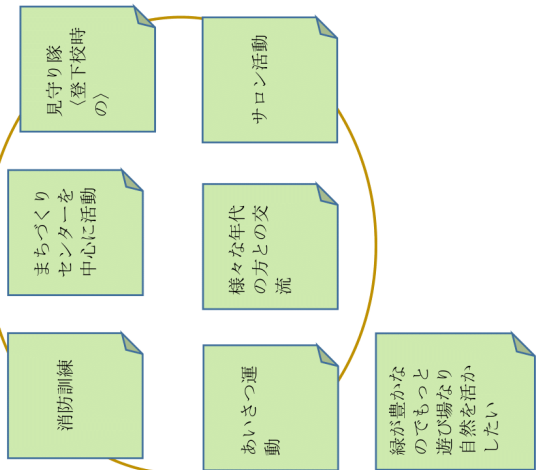 見守り隊
〈登下校時
の〉
サロン活動
まちづくり
センターを
中心に活動
様々な年代
の方との交
流
消防訓練
あいさつ運
動
緑が豊かな
のでもっと
遊び場なり
自然を活か
したい